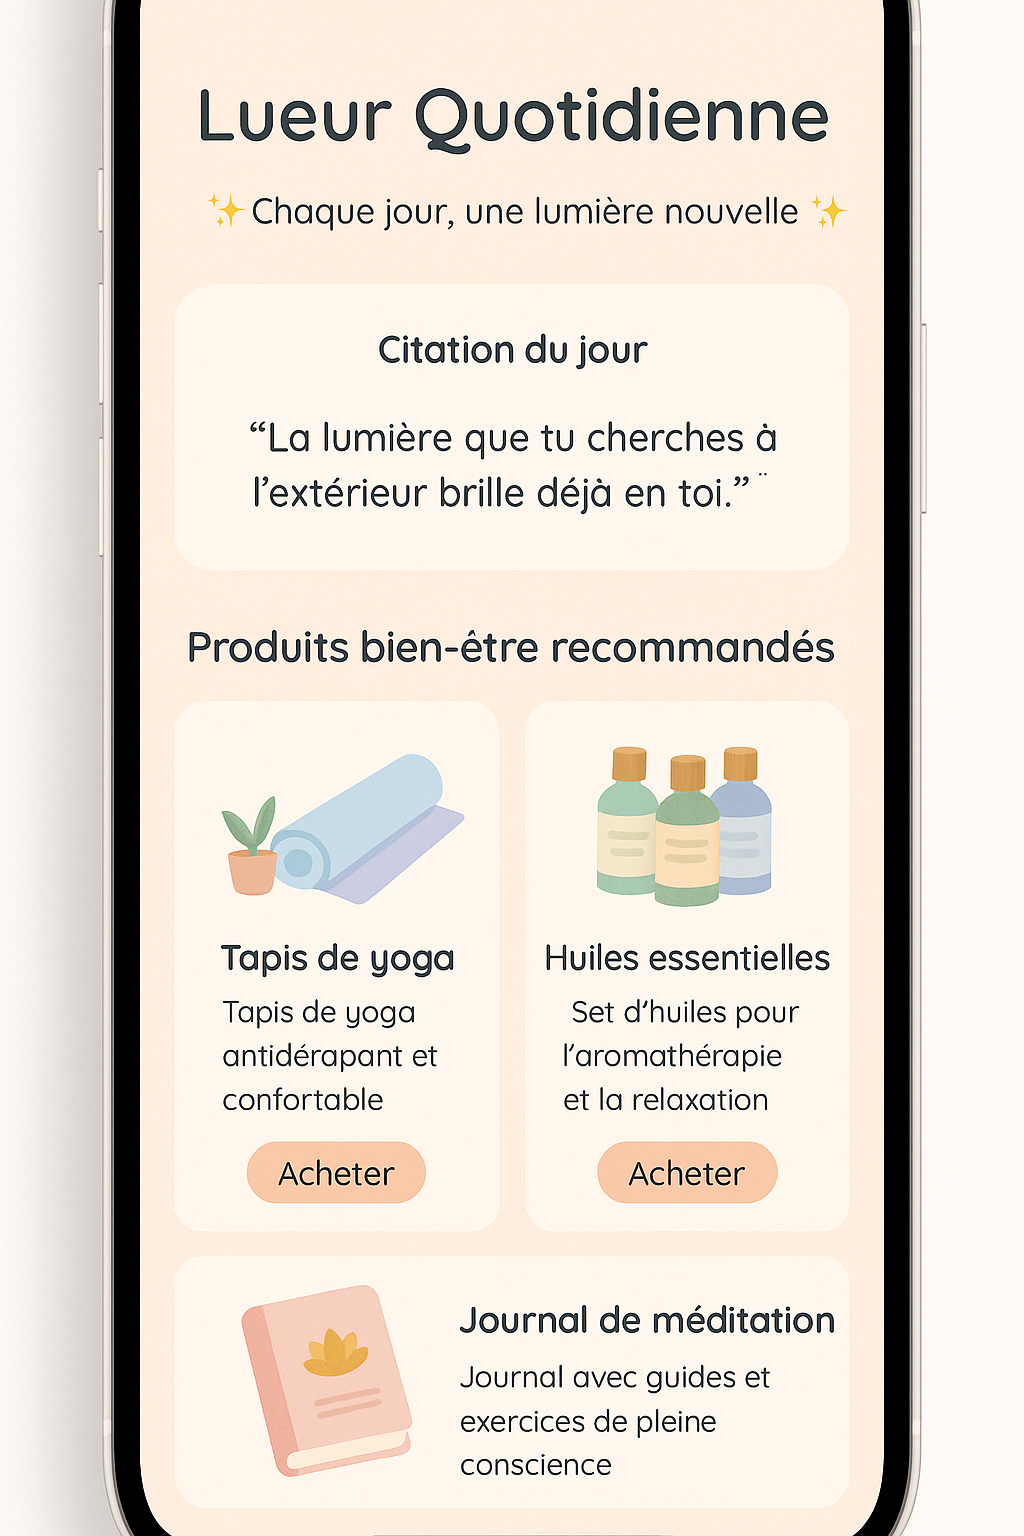 Lueur Quotidienne
✨ Chaque jour, une lumière nouvelle ✨
Citation du jour
“La lumière que tu cherches à
l’extérieur brille déjà en toi.” ¨
Produits bien-être recommandés
Tapis de yoga
Tapis de yoga
antidérapant et
confortable
Acheter
Huiles essentielles
Set d’huiles pour
l’aromathérapie
et la relaxation
Acheter
Journal de méditation
Journal avec guides et
exercices de pleine
conscience